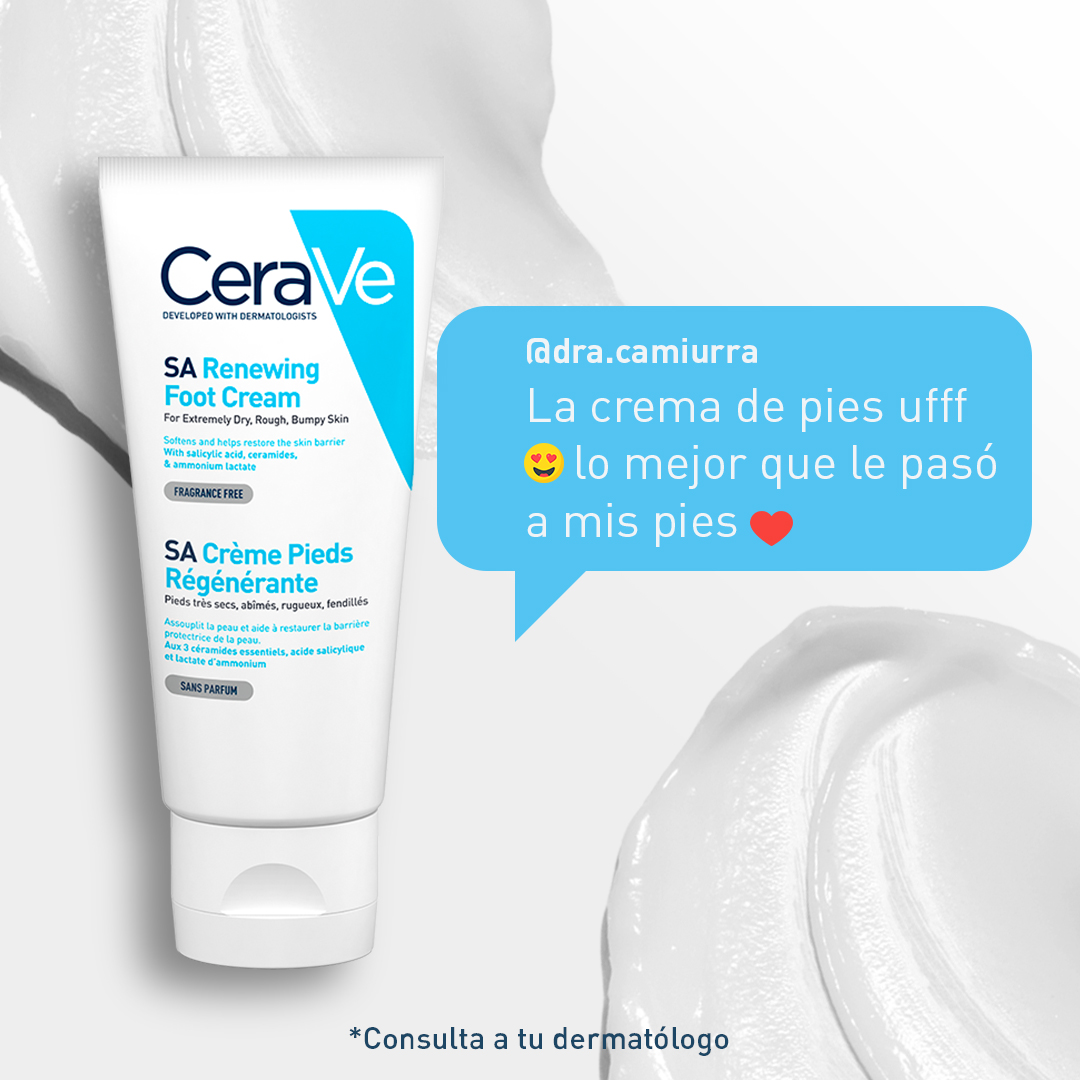 CeraVe
DEVELOPED WITH DERMATOLOGISTS
SA Renewing
Foot Cream
For Extremely Dry, Rough, Bumpy Skin
Softens and helps restore the skin barrier
With salicylic acid, ceramides,
& ammonium lactate
FRAGRANCE FREE
SA Crème Pieds
Régénérante
Pieds très secs, abîmés, rugueux, fendillés
Assouplit la peau et aide à restaurer la barrière
protectrice de la peau.
Aux 3 céramides essentiels, acide salicylique
et lactate d'ammonium
SANS PARFUM
@dra.camiurra
La crema de pies ufff
😍 lo mejor que le pasó
a mis pies ❤️
*Consulta a tu dermatólogo